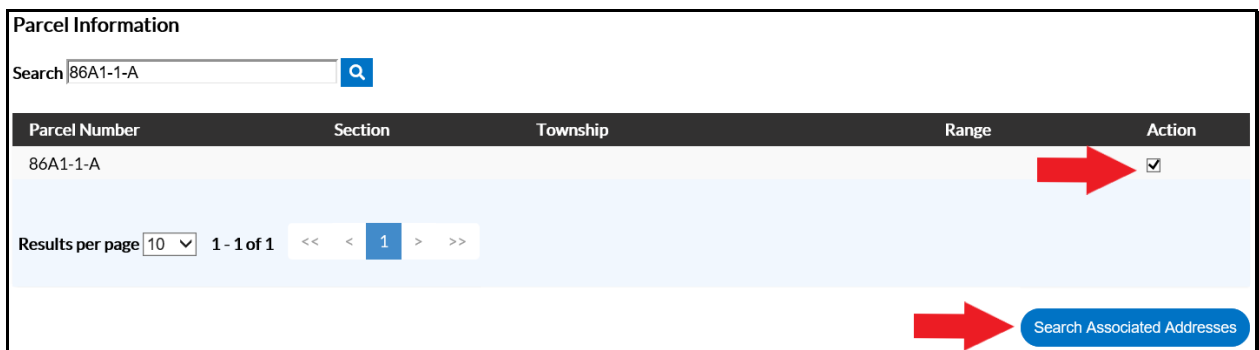 Parcel Information
Search 86A1-1-A
Parcel Number Section Township Range Action
86A1-1-A
Results per page 10 1 - 1 of 1 << < 1 > >>
Search Associated Addresses